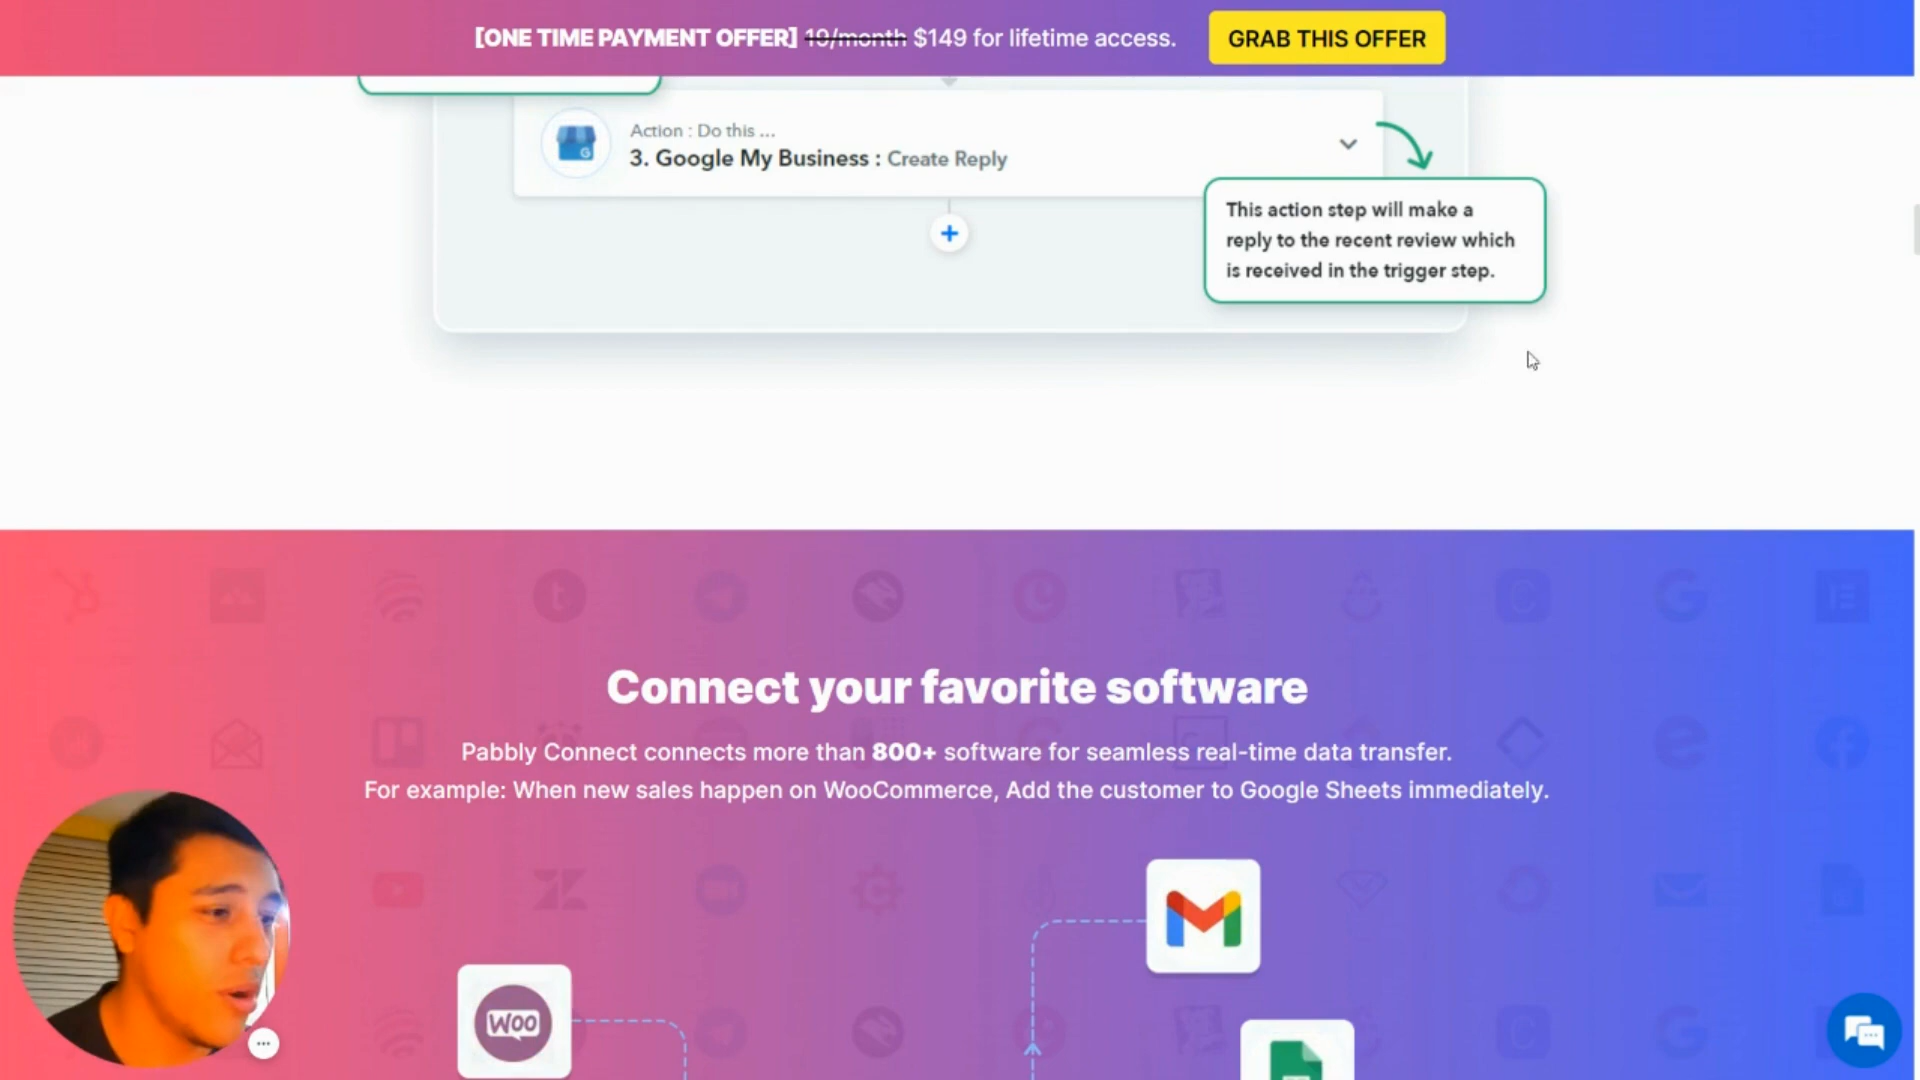 [ONE TIME PAYMENT OFFER] 19/month $149 for lifetime access.
GRAB THIS OFFER
Action : Do this ...
3. Google My Business : Create Reply
This action step will make a
reply to the recent review which
is received in the trigger step.
Connect your favorite software
Pabbly Connect connects more than 800+ software for seamless real-time data transfer.
For example: When new sales happen on WooCommerce, Add the customer to Google Sheets immediately.
WOO